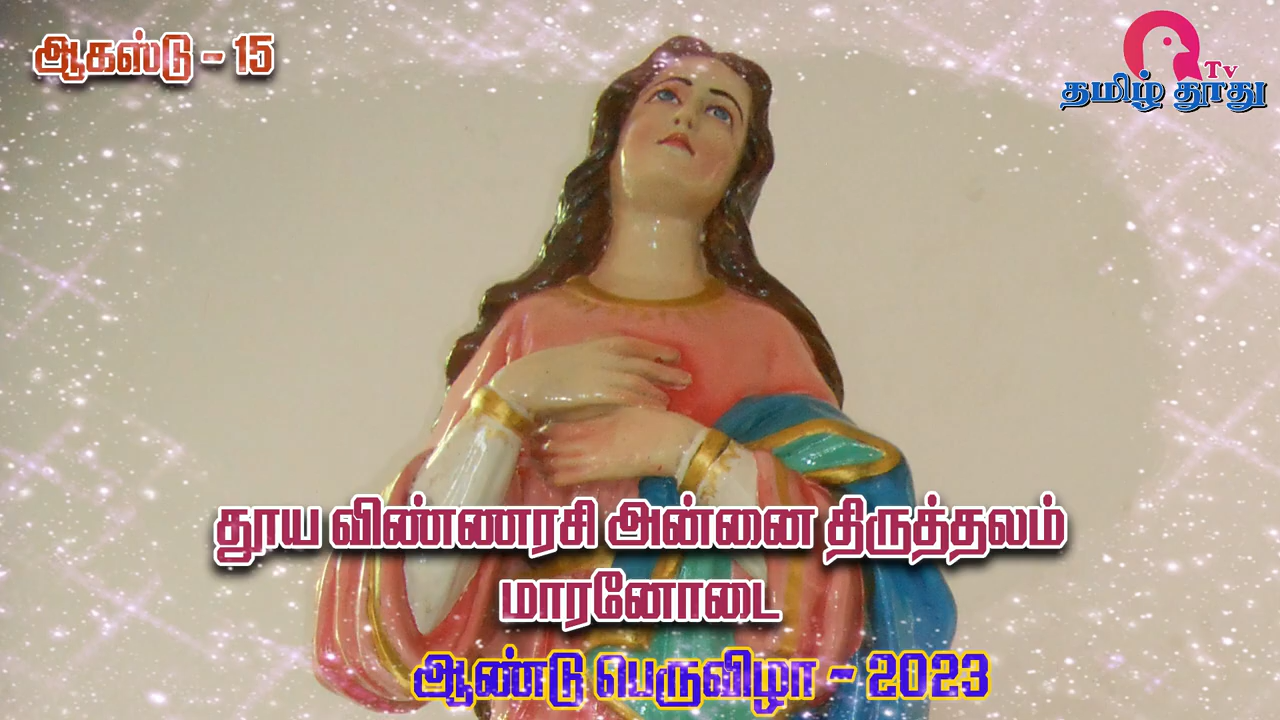 ஆகஸ்டு - 15
Tv
தமிழ் தூது
தூய விண்ணரசி அன்னை திருத்தலம்
மாரனோடை
ஆண்டு பெருவிழா - 2023